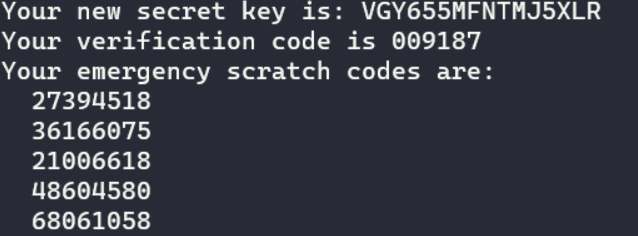 Your new secret key is: VGY655MFNTMJ5XLR
Your verification code is 009187
Your emergency scratch codes are:
27394518
36166075
21006618
48604580
68061058